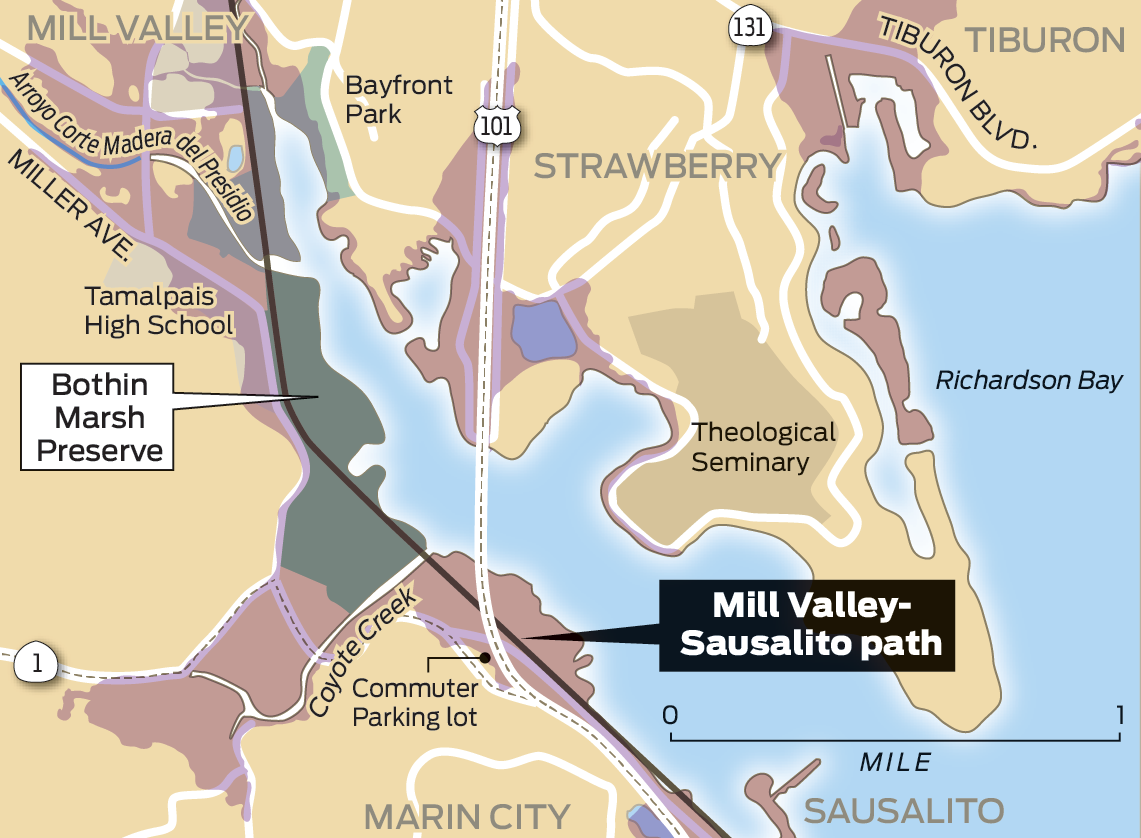 MILL VALLEY
131
TIBURON
TIBURON BLVD.
Bayfront
Park
101
Arroyo Corte Madera del Presidio
STRAWBERRY
MILLER AVE.
Tamalpais
High School
Bothin
Marsh
Preserve
Richardson Bay
Theological
Seminary
Mill Valley-
Sausalito path
1
Coyote Creek
Commuter
Parking lot
0
1
MILE
MARIN CITY
SAUSALITO